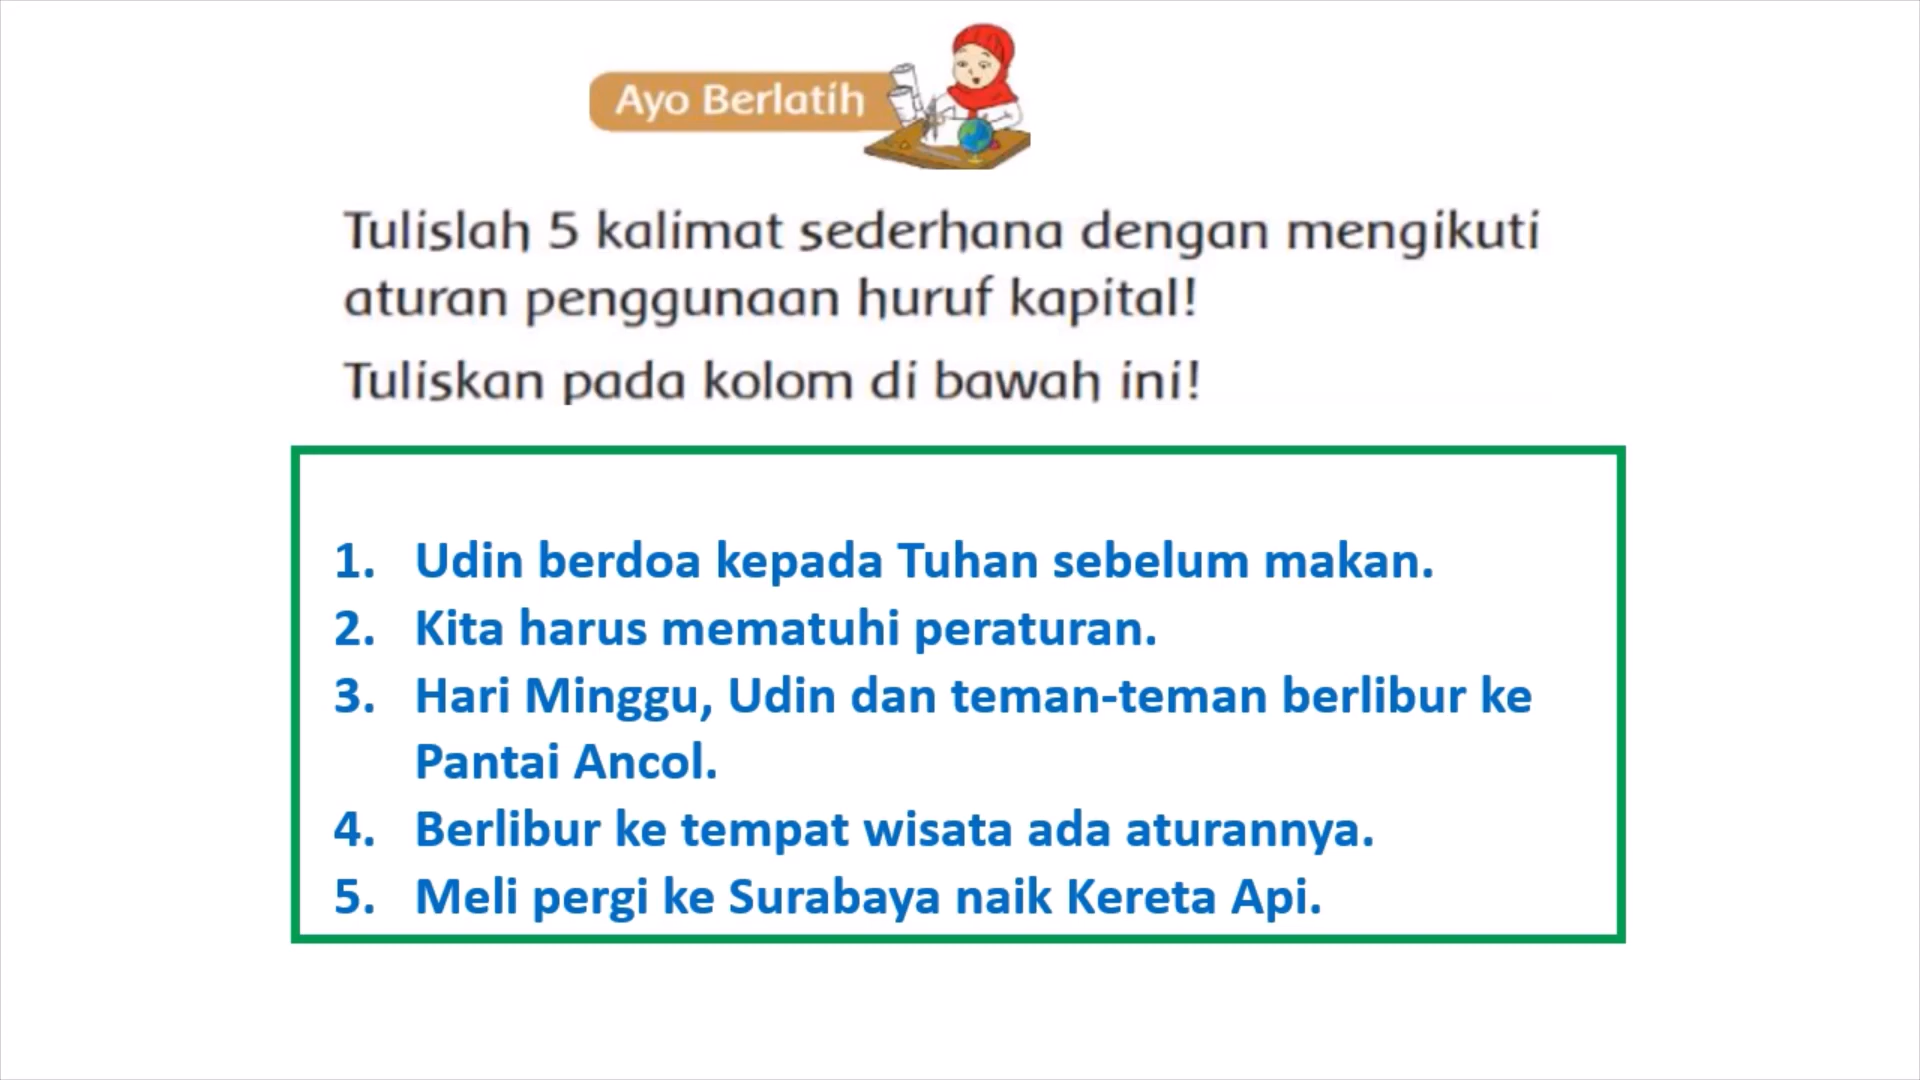 Ayo Berlatih
Tulislah 5 kalimat sederhana dengan mengikuti
aturan penggunaan huruf kapital!
Tuliskan pada kolom di bawah ini!
1. Udin berdoa kepada Tuhan sebelum makan.
2. Kita harus mematuhi peraturan.
3. Hari Minggu, Udin dan teman-teman berlibur ke
Pantai Ancol.
4. Berlibur ke tempat wisata ada aturannya.
5. Meli pergi ke Surabaya naik Kereta Api.